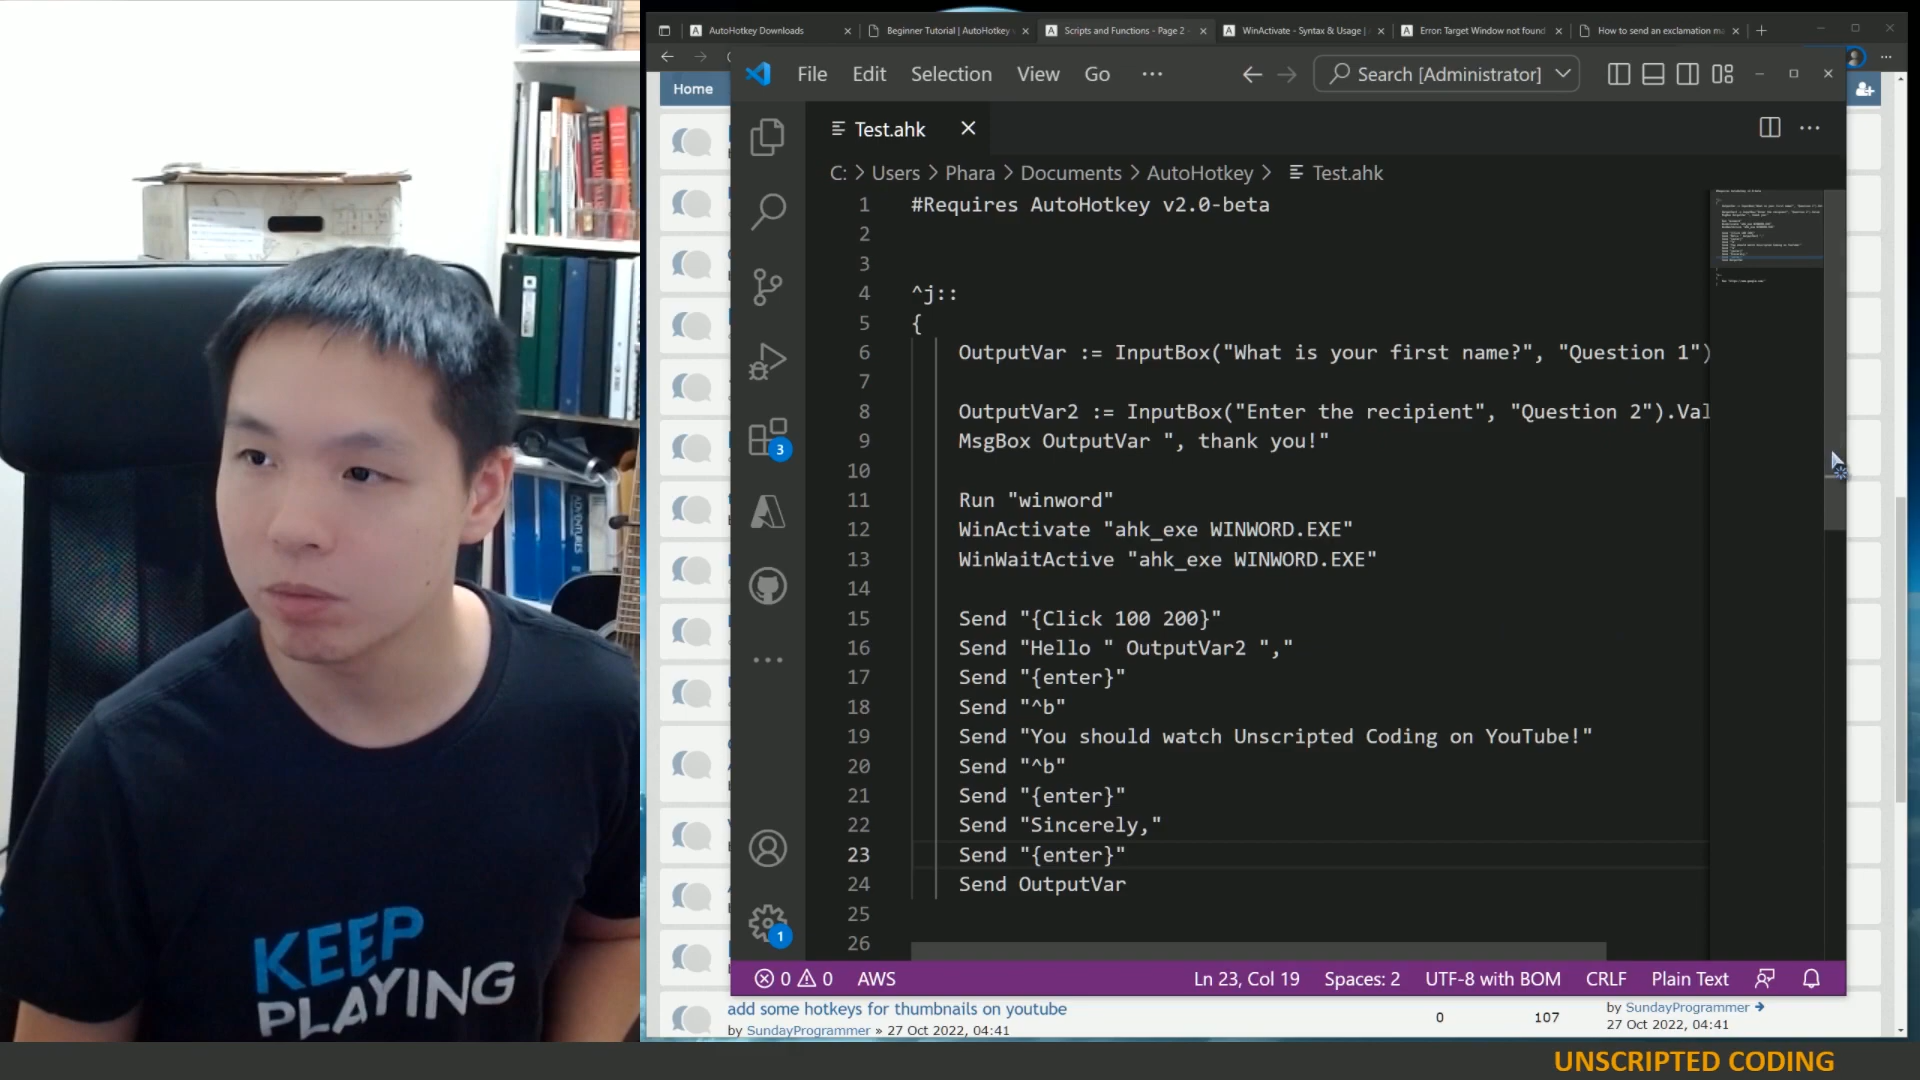 AutoHotkey Downloads
Beginner Tutorial | AutoHotkey
Scripts and Functions - Page 2
WinActivate - Syntax & Usage |
Error: Target Window not found
How to send an exclamation
File Edit Selection View Go ...
Search [Administrator]
Home
Test.ahk
C: > Users > Phara > Documents > AutoHotkey > Test.ahk
1 #Requires AutoHotkey v2.0-beta
2
3
4 ^j::
5 {
6 OutputVar := InputBox("What is your first name?", "Question 1")
7
8 OutputVar2 := InputBox("Enter the recipient", "Question 2").Val
9 MsgBox OutputVar ", thank you!"
10
11 Run "winword"
12 WinActivate "ahk_exe WINWORD.EXE"
13 WinWaitActive "ahk_exe WINWORD.EXE"
14
15 Send "{Click 100 200}"
16 Send "Hello " OutputVar2 ","
17 Send "{enter}"
18 Send "^b"
19 Send "You should watch Unscripted Coding on YouTube!"
20 Send "^b"
21 Send "{enter}"
22 Send "Sincerely,"
23 Send "{enter}"
24 Send OutputVar
25
26
3
1
0 0 AWS Ln 23, Col 19 Spaces: 2 UTF-8 with BOM CRLF Plain Text
add some hotkeys for thumbnails on youtube
by SundayProgrammer » 27 Oct 2022, 04:41
0 107
by SundayProgrammer
27 Oct 2022, 04:41
KEEP
PLAYING
ADVENTURES
UNSCRIPTED CODING